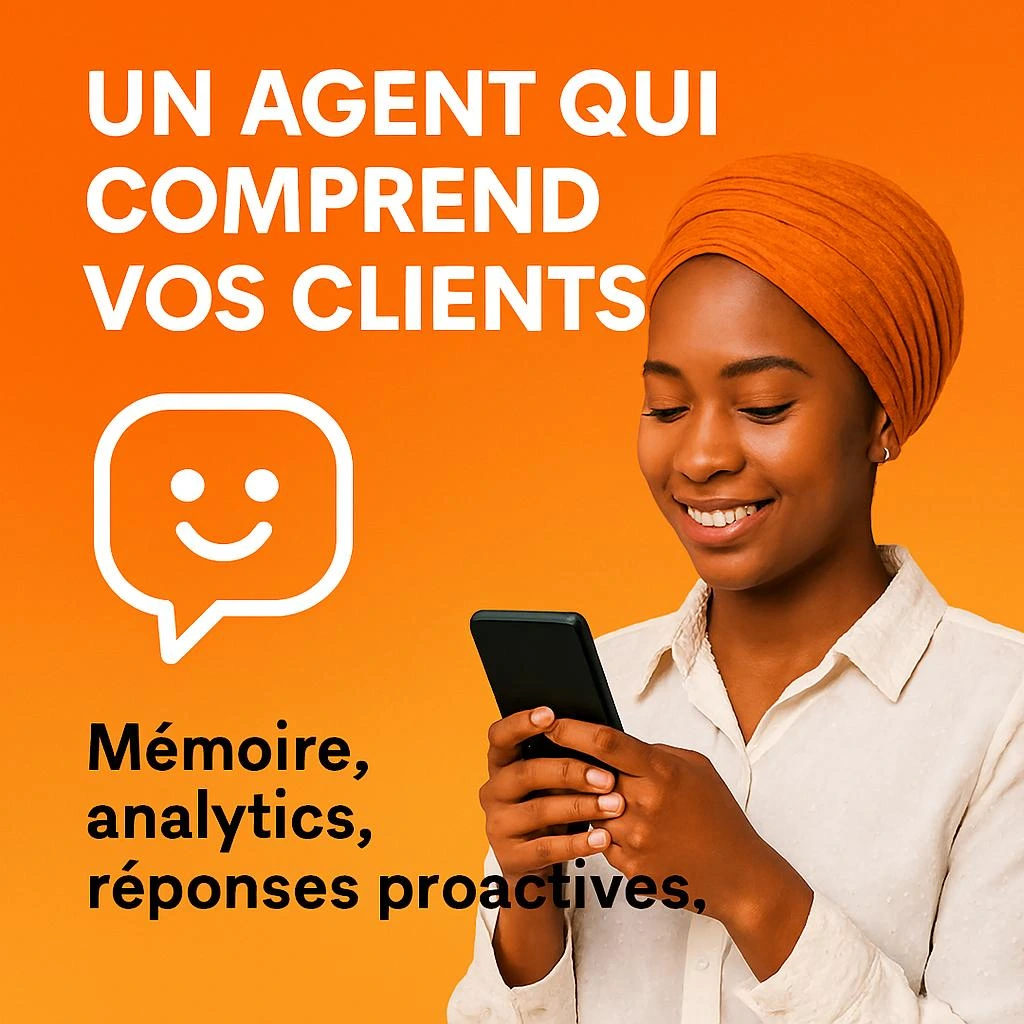 UN AGENT QUI
COMPREND
VOS CLIENTS
Mémoire,
analytics,
réponses proactives,